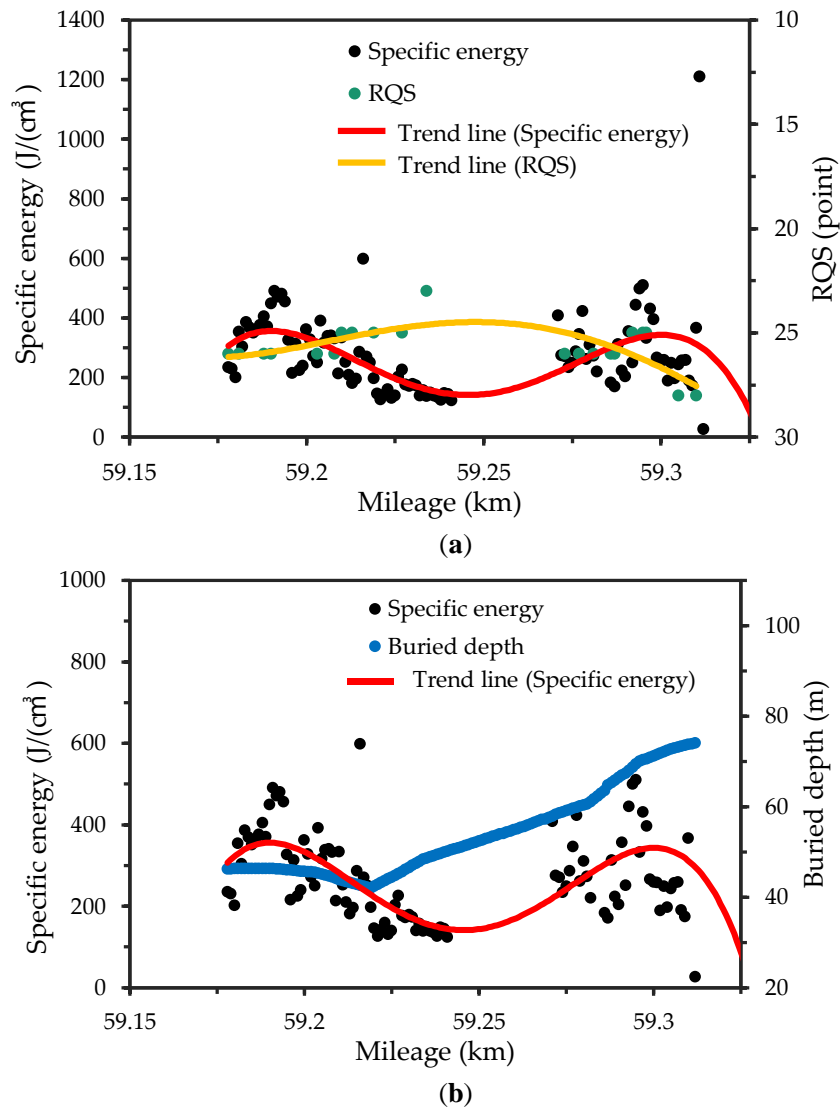 1400
1200
1000
800
600
400
200
0
Specific energy (J/(cm³)
10
15
20
25
30
RQS (point)
Specific energy
RQS
Trend line (Specific energy)
Trend line (RQS)
59.15
59.2
59.25
59.3
Mileage (km)
(a)
1000
800
600
400
200
0
Specific energy (J/(cm³)
100
80
60
40
20
Buried depth (m)
Specific energy
Buried depth
Trend line (Specific energy)
59.15
59.2
59.25
59.3
Mileage (km)
(b)